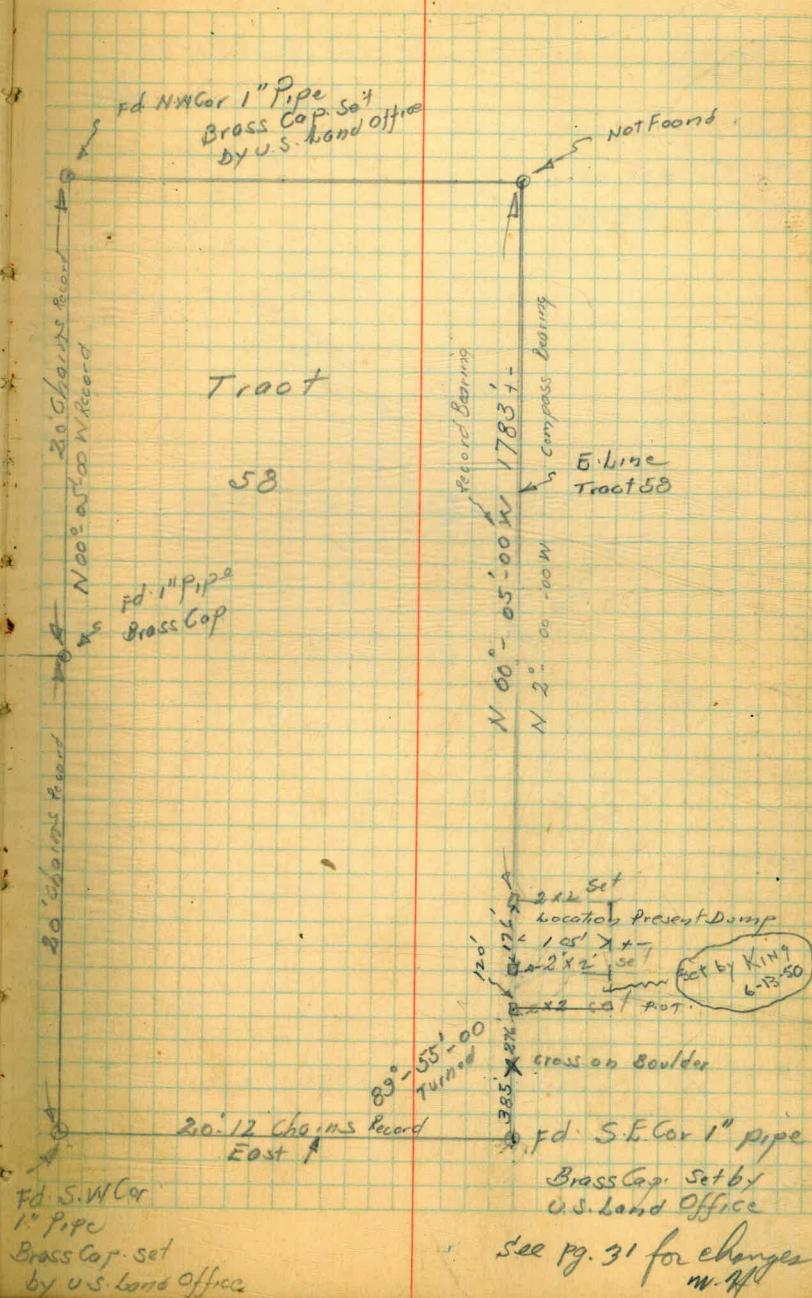 Fd N.W Cor 1" Pipe
Brass Cap. Set
by U.S. Land Office
Not Found
20' Chains Record
N 00°-05'-00 W Record
Tract
58
Record Bearing
N 00°-05'-00 W 1783' +-
Compass Bearing
N 2°-00'-00 W
E. Line
Tract 58
Fd. 1" Pipe
Brass Cap
20' Chains Record
2x2 Set
Location Present Dump
176'
105' +-
120'
2"x2" set
Set by King
6-13-50
2x2 set P.O.T.
276'
Cross on Boulder
385'
89°-55'-00
Turned
20.12 Chains Record
East
Fd. S.E. Cor 1" pipe
Brass Cap. Set by
U.S. Land Office
Fd. S.W Cor
1" Pipe
Brass Cap. set
by U.S. Land Office
See pg. 31 for changes